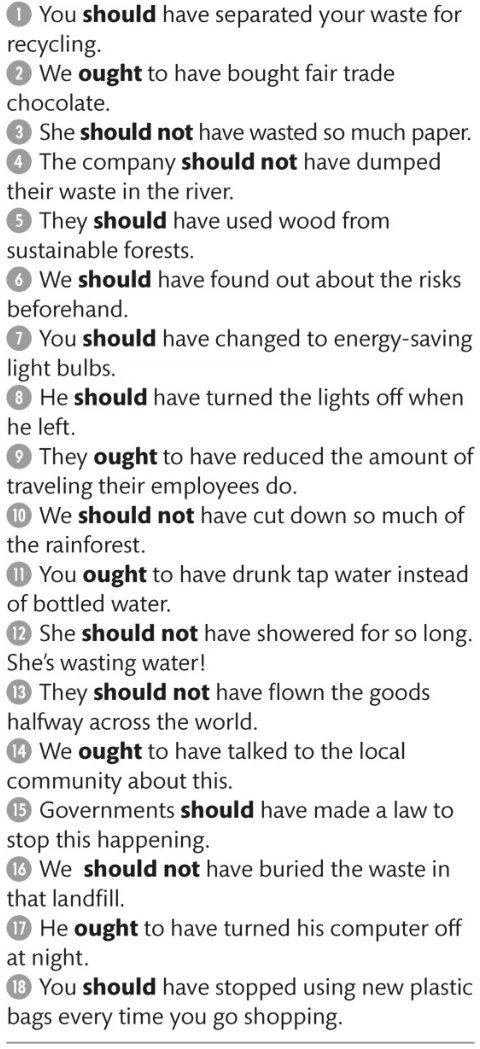 1 You should have separated your waste for
recycling.
2 We ought to have bought fair trade
chocolate.
3 She should not have wasted so much paper.
4 The company should not have dumped
their waste in the river.
5 They should have used wood from
sustainable forests.
6 We should have found out about the risks
beforehand.
7 You should have changed to energy-saving
light bulbs.
8 He should have turned the lights off when
he left.
9 They ought to have reduced the amount of
traveling their employees do.
10 We should not have cut down so much of
the rainforest.
11 You ought to have drunk tap water instead
of bottled water.
12 She should not have showered for so long.
She's wasting water!
13 They should not have flown the goods
halfway across the world.
14 We ought to have talked to the local
community about this.
15 Governments should have made a law to
stop this happening.
16 We should not have buried the waste in
that landfill.
17 He ought to have turned his computer off
at night.
18 You should have stopped using new plastic
bags every time you go shopping.